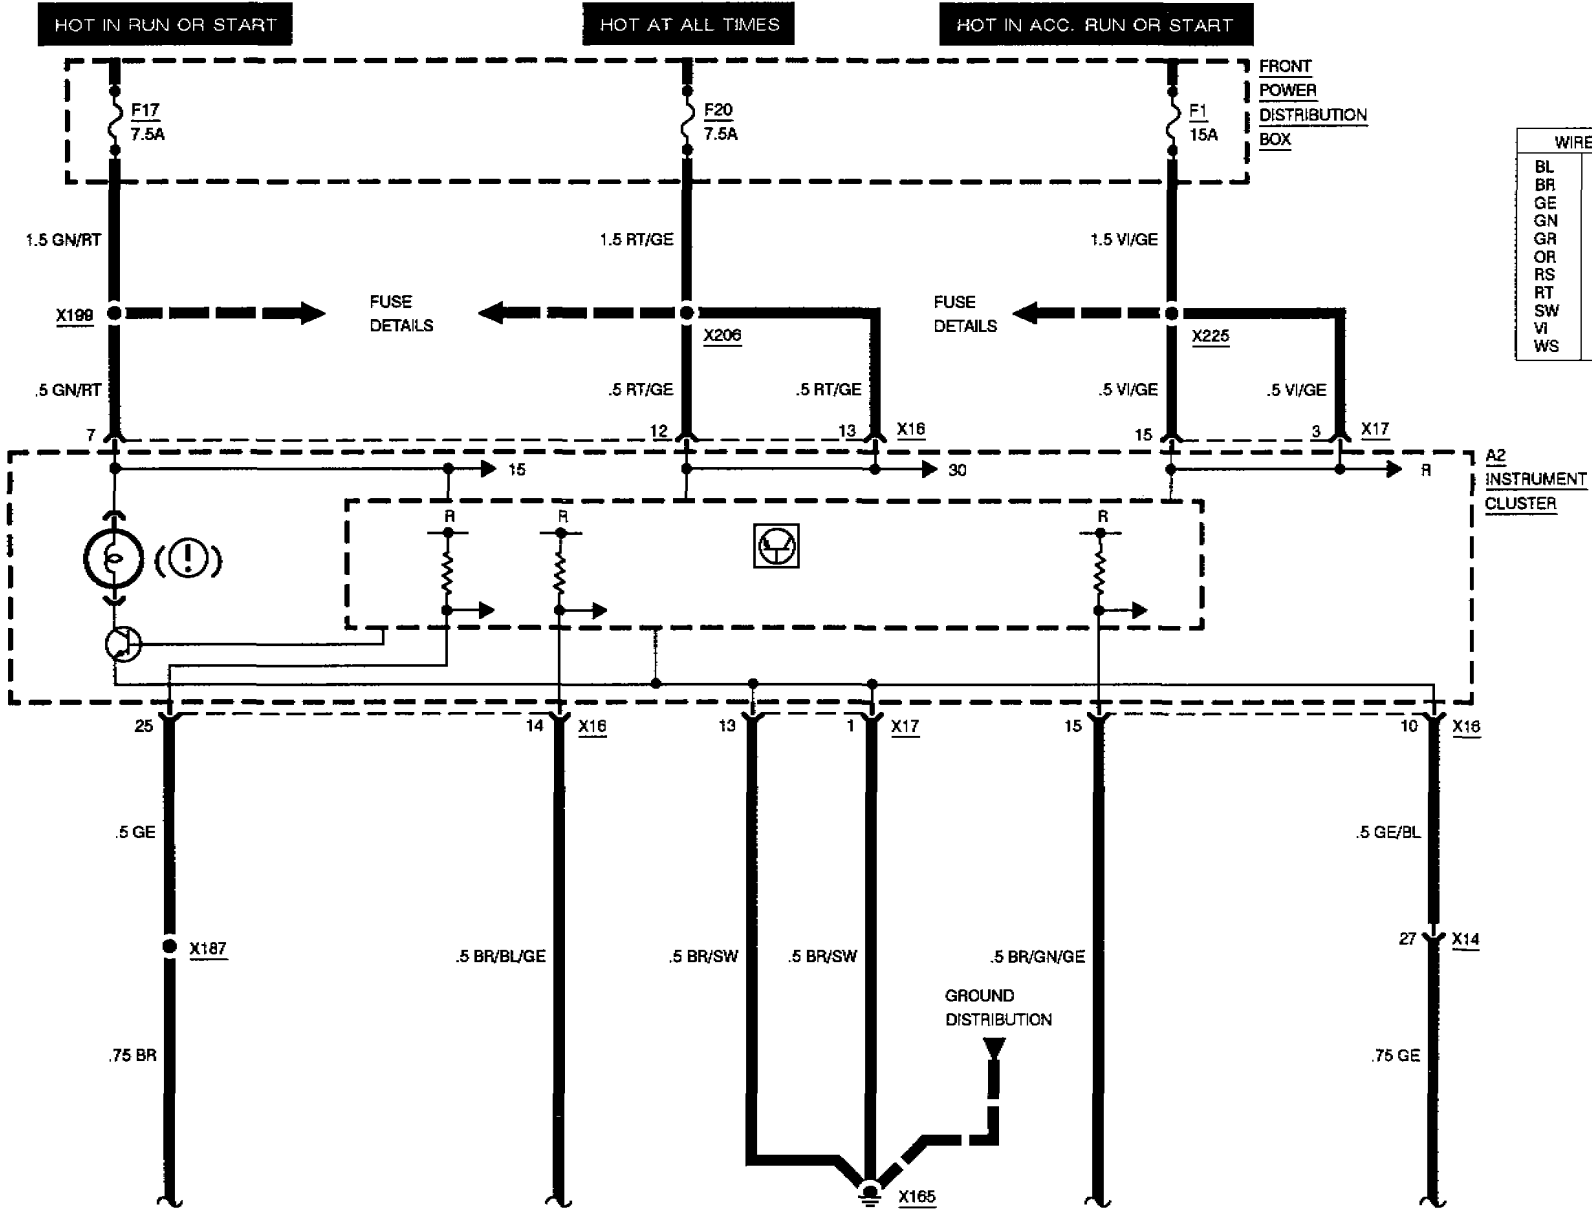 HOT IN RUN OR START
HOT AT ALL TIMES
HOT IN ACC. RUN OR START
FRONT
POWER
DISTRIBUTION
BOX
F17
7.5A
F20
7.5A
F1
15A
WIRE
BL
BR
GE
GN
GR
OR
RS
RT
SW
VI
WS
1.5 GN/RT
1.5 RT/GE
1.5 VI/GE
X199
FUSE
DETAILS
X206
FUSE
DETAILS
X225
.5 GN/RT
.5 RT/GE
.5 RT/GE
.5 VI/GE
.5 VI/GE
7
12
13
X16
15
3
X17
15
30
R
A2
INSTRUMENT
CLUSTER
R
R
R
(!)
25
14
X16
13
1
X17
15
10
X16
.5 GE
.5 GE/BL
X187
.5 BR/BL/GE
.5 BR/SW
.5 BR/SW
.5 BR/GN/GE
27
X14
GROUND
DISTRIBUTION
.75 BR
.75 GE
X165